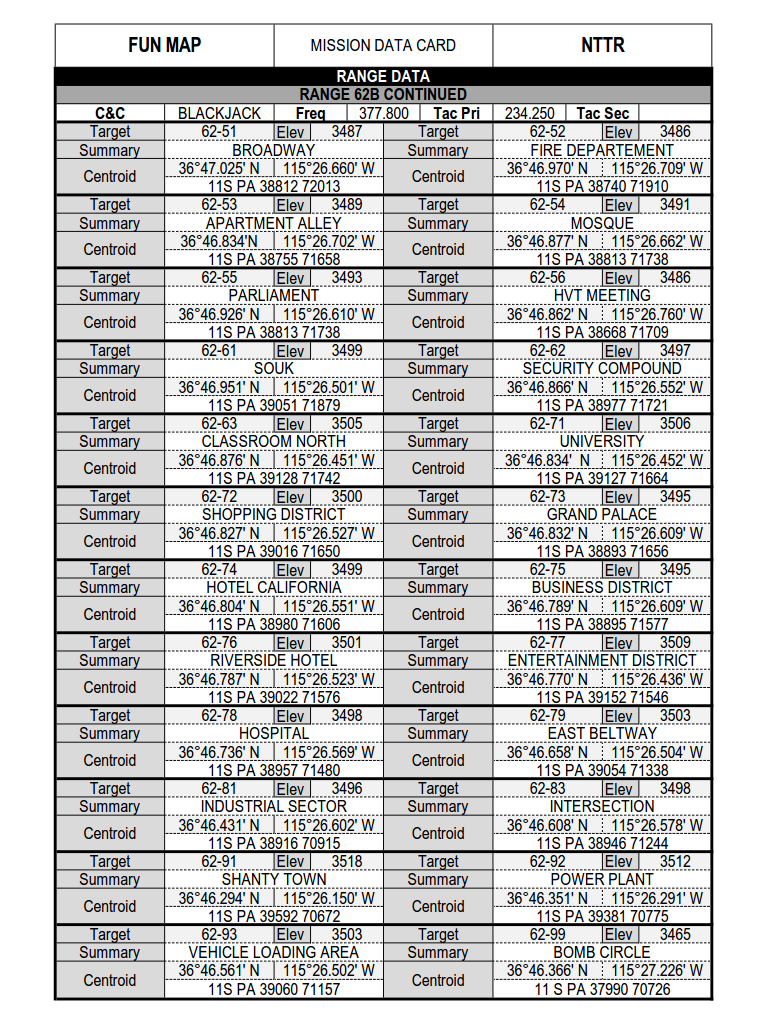 FUN MAP MISSION DATA CARD NTTR
RANGE DATA
RANGE 62B CONTINUED
C&C BLACKJACK Freq 377.800 Tac Pri 234.250 Tac Sec
Target 62-51 Elev 3487 Target 62-52 Elev 3486
Summary BROADWAY Summary FIRE DEPARTEMENT
Centroid 36°47.025' N 115°26.660' W Centroid 36°46.970' N 115°26.709' W
11S PA 38812 72013 11S PA 38740 71910
Target 62-53 Elev 3489 Target 62-54 Elev 3491
Summary APARTMENT ALLEY Summary MOSQUE
Centroid 36°46.834'N 115°26.702' W Centroid 36°46.877' N 115°26.662' W
11S PA 38755 71658 11S PA 38813 71738
Target 62-55 Elev 3493 Target 62-56 Elev 3486
Summary PARLIAMENT Summary HVT MEETING
Centroid 36°46.926' N 115°26.610' W Centroid 36°46.862' N 115°26.760' W
11S PA 38813 71738 11S PA 38668 71709
Target 62-61 Elev 3499 Target 62-62 Elev 3497
Summary SOUK Summary SECURITY COMPOUND
Centroid 36°46.951' N 115°26.501' W Centroid 36°46.866' N 115°26.552' W
11S PA 39051 71879 11S PA 38977 71721
Target 62-63 Elev 3505 Target 62-71 Elev 3506
Summary CLASSROOM NORTH Summary UNIVERSITY
Centroid 36°46.876' N 115°26.451' W Centroid 36°46.834' N 115°26.452' W
11S PA 39128 71742 11S PA 39127 71664
Target 62-72 Elev 3500 Target 62-73 Elev 3495
Summary SHOPPING DISTRICT Summary GRAND PALACE
Centroid 36°46.827' N 115°26.527' W Centroid 36°46.832' N 115°26.609' W
11S PA 39016 71650 11S PA 38893 71656
Target 62-74 Elev 3499 Target 62-75 Elev 3495
Summary HOTEL CALIFORNIA Summary BUSINESS DISTRICT
Centroid 36°46.804' N 115°26.551' W Centroid 36°46.789' N 115°26.609' W
11S PA 38980 71606 11S PA 38895 71577
Target 62-76 Elev 3501 Target 62-77 Elev 3509
Summary RIVERSIDE HOTEL Summary ENTERTAINMENT DISTRICT
Centroid 36°46.787' N 115°26.523' W Centroid 36°46.770' N 115°26.436' W
11S PA 39022 71576 11S PA 39152 71546
Target 62-78 Elev 3498 Target 62-79 Elev 3503
Summary HOSPITAL Summary EAST BELTWAY
Centroid 36°46.736' N 115°26.569' W Centroid 36°46.658' N 115°26.504' W
11S PA 38957 71480 11S PA 39054 71338
Target 62-81 Elev 3496 Target 62-83 Elev 3498
Summary INDUSTRIAL SECTOR Summary INTERSECTION
Centroid 36°46.431' N 115°26.602' W Centroid 36°46.608' N 115°26.578' W
11S PA 38916 70915 11S PA 38946 71244
Target 62-91 Elev 3518 Target 62-92 Elev 3512
Summary SHANTY TOWN Summary POWER PLANT
Centroid 36°46.294' N 115°26.150' W Centroid 36°46.351' N 115°26.291' W
11S PA 39592 70672 11S PA 39381 70775
Target 62-93 Elev 3503 Target 62-99 Elev 3465
Summary VEHICLE LOADING AREA Summary BOMB CIRCLE
Centroid 36°46.561' N 115°26.502' W Centroid 36°46.366' N 115°27.226' W
11S PA 39060 71157 11 S PA 37990 70726